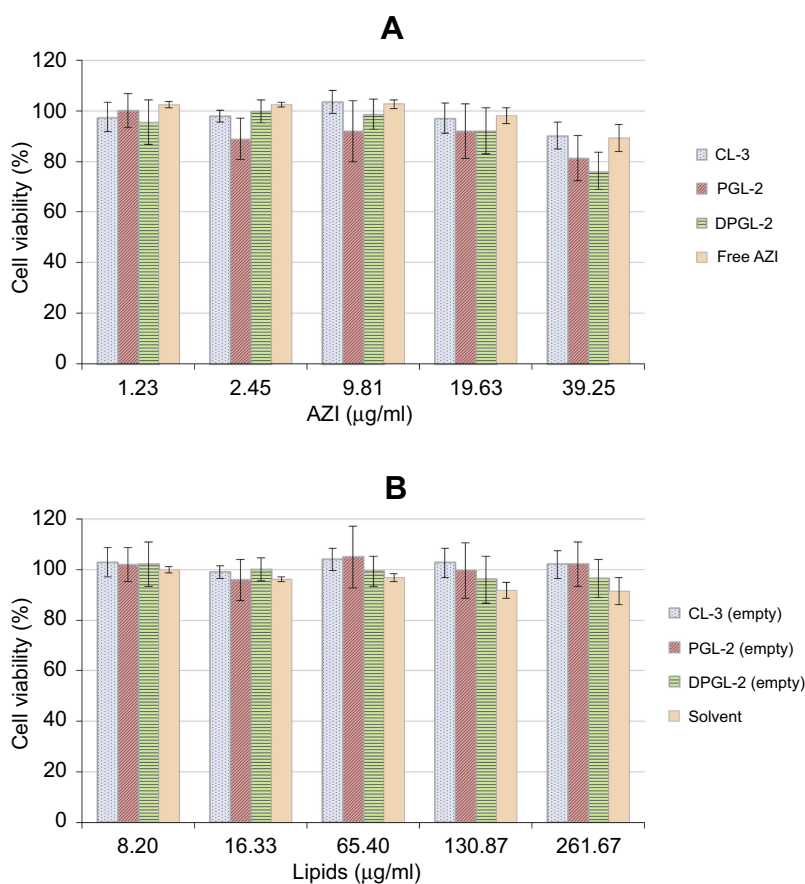 A
120
100
80
60
40
20
0
Cell viability (%)
1.23 2.45 9.81 19.63 39.25
AZI (µg/ml)
CL-3
PGL-2
DPGL-2
Free AZI
B
120
100
80
60
40
20
0
Cell viability (%)
8.20 16.33 65.40 130.87 261.67
Lipids (µg/ml)
CL-3 (empty)
PGL-2 (empty)
DPGL-2 (empty)
Solvent